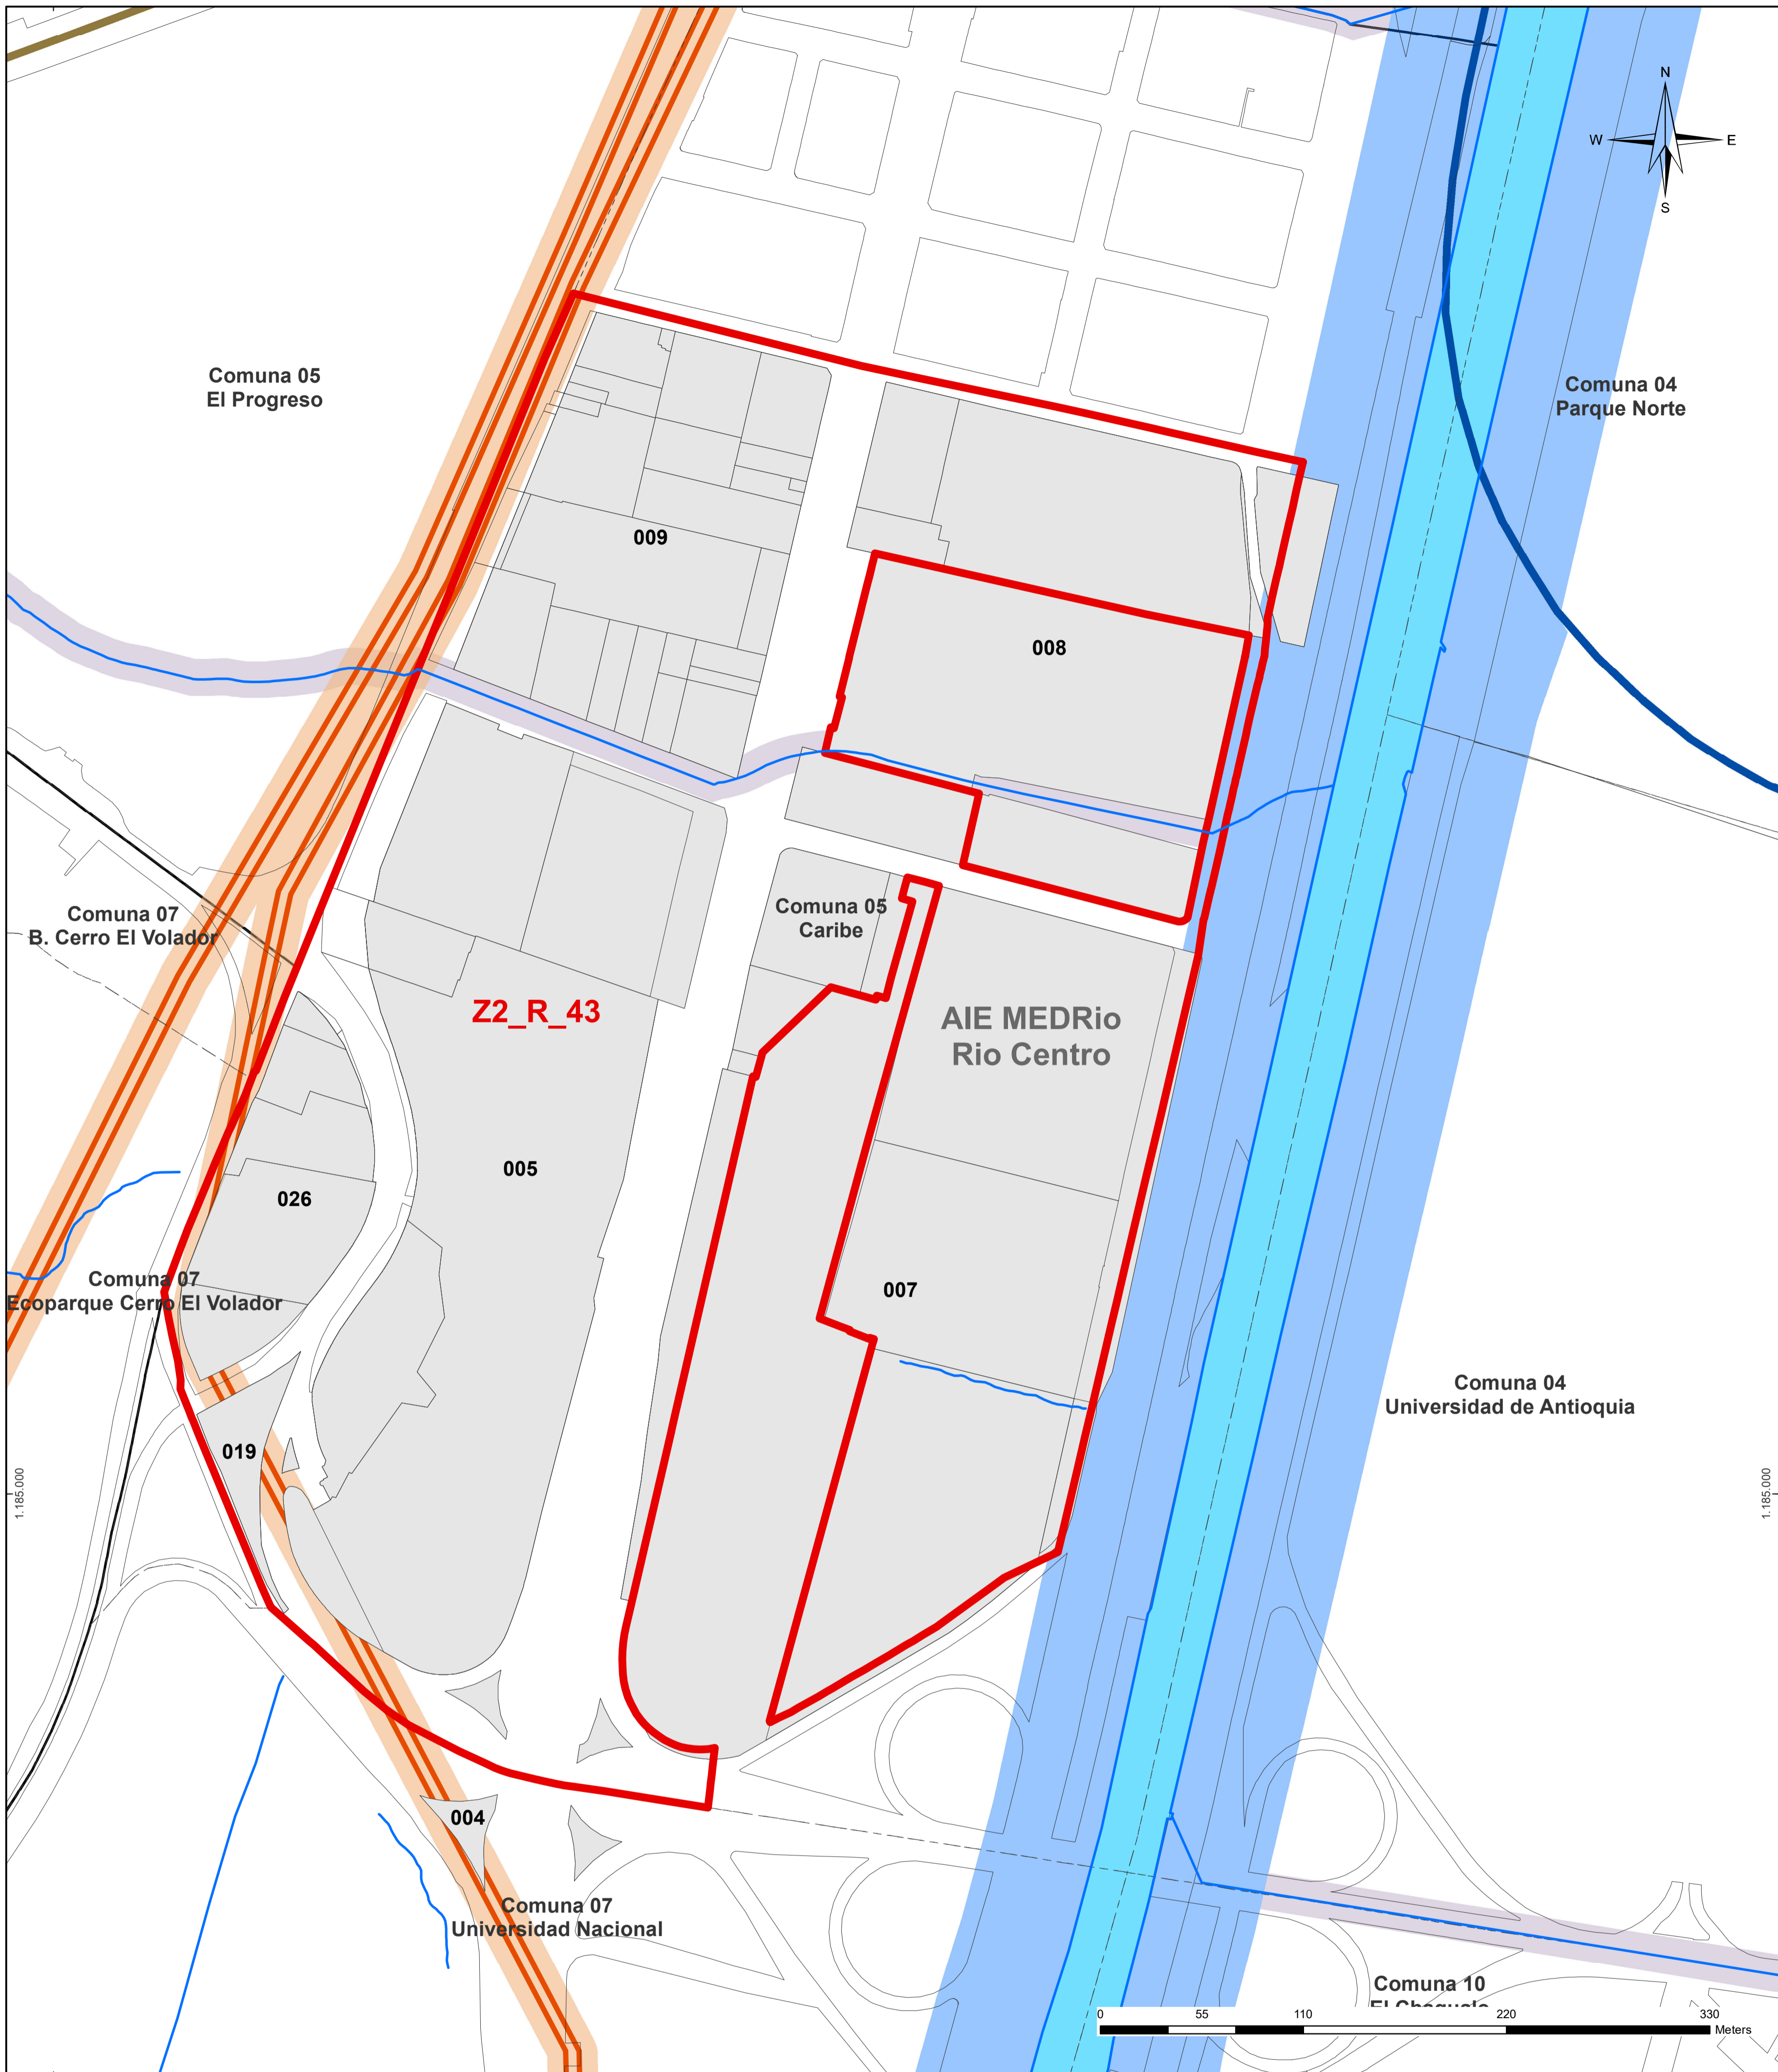 N
W E
S
Comuna 05
El Progreso
Comuna 04
Parque Norte
009
008
Comuna 07
B. Cerro El Volador
Comuna 05
Caribe
Z2_R_43
AIE MEDRio
Rio Centro
005
026
Comuna 07
Ecoparque Cerro El Volador
007
Comuna 04
Universidad de Antioquia
019
1.185.000
1.185.000
004
Comuna 07
Universidad Nacional
Comuna 10
0 55 110 220 330
Meters